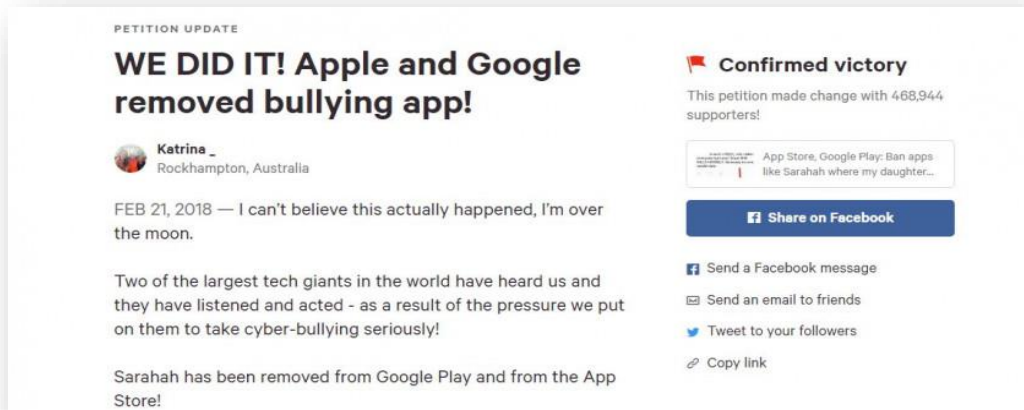 PETITION UPDATE
WE DID IT! Apple and Google
removed bullying app!
Katrina _
Rockhampton, Australia
FEB 21, 2018 — I can't believe this actually happened, I'm over
the moon.
Two of the largest tech giants in the world have heard us and
they have listened and acted - as a result of the pressure we put
on them to take cyber-bullying seriously!
Sarahah has been removed from Google Play and from the App
Store!
Confirmed victory
This petition made change with 468,944
supporters!
App Store, Google Play: Ban apps
like Sarahah where my daughter...
Share on Facebook
Send a Facebook message
Send an email to friends
Tweet to your followers
Copy link